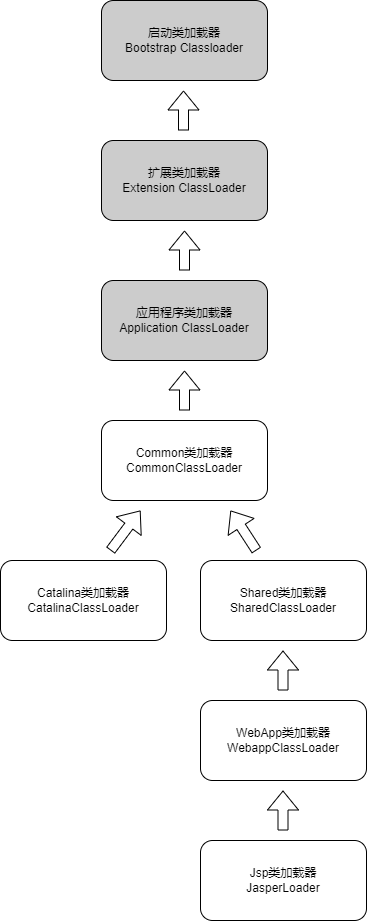 启动类加载器
Bootstrap Classloader
扩展类加载器
Extension ClassLoader
应用程序类加载器
Application ClassLoader
Common类加载器
CommonClassLoader
Catalina类加载器
CatalinaClassLoader
Shared类加载器
SharedClassLoader
WebApp类加载器
WebappClassLoader
Jsp类加载器
JasperLoader